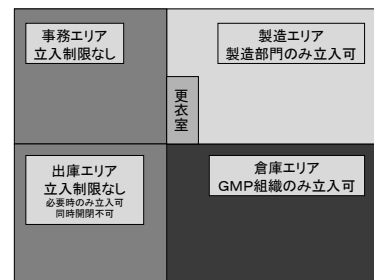 事務エリア
立入制限なし
製造エリア
製造部門のみ立入可
更衣室
出庫エリア
立入制限なし
必要時のみ立入可
同時開閉不可
倉庫エリア
GMP組織のみ立入可